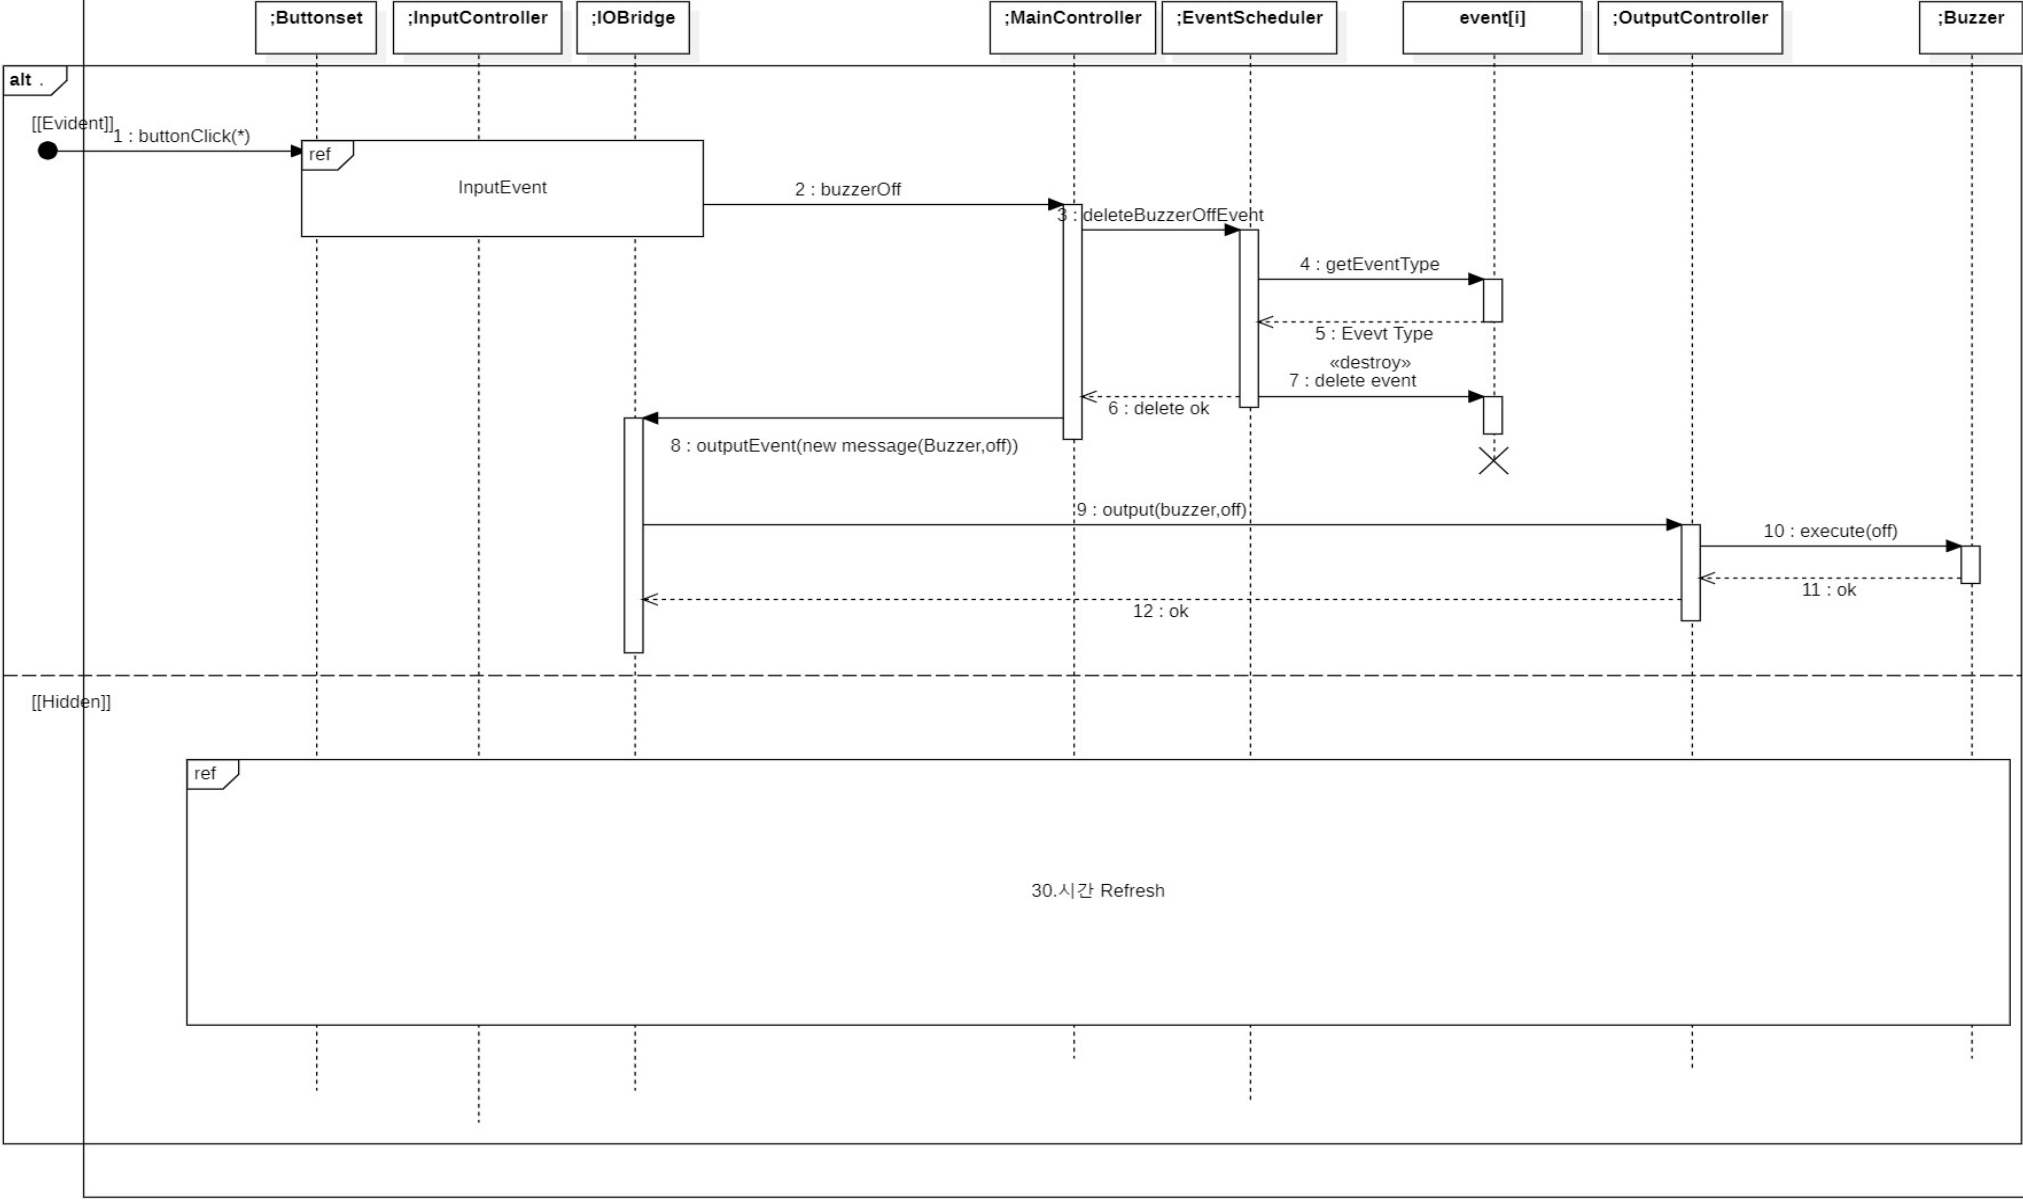 ;Buttonset
;InputController
;IOBridge
;MainController
;EventScheduler
event[i]
;OutputController
;Buzzer
alt .
[[Evident]]
1 : buttonClick(*)
ref
InputEvent
2 : buzzerOff
3 : deleteBuzzerOffEvent
4 : getEventType
5 : Evevt Type
«destroy»
7 : delete event
6 : delete ok
8 : outputEvent(new message(Buzzer,off))
9 : output(buzzer,off)
10 : execute(off)
11 : ok
12 : ok
[[Hidden]]
ref
30.시간 Refresh